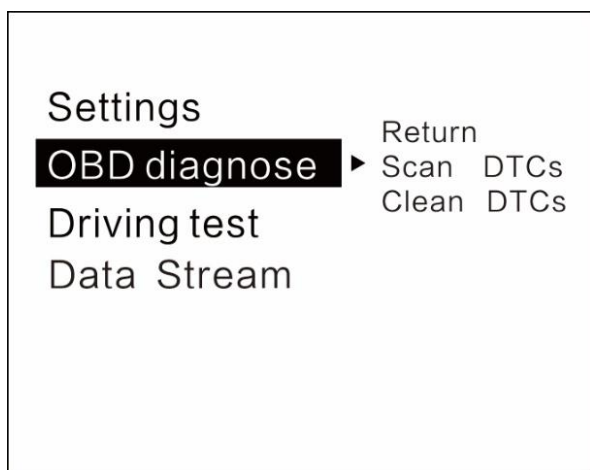 Settings
OBD diagnose
Driving test
Data Stream
Return
Scan DTCs
Clean DTCs